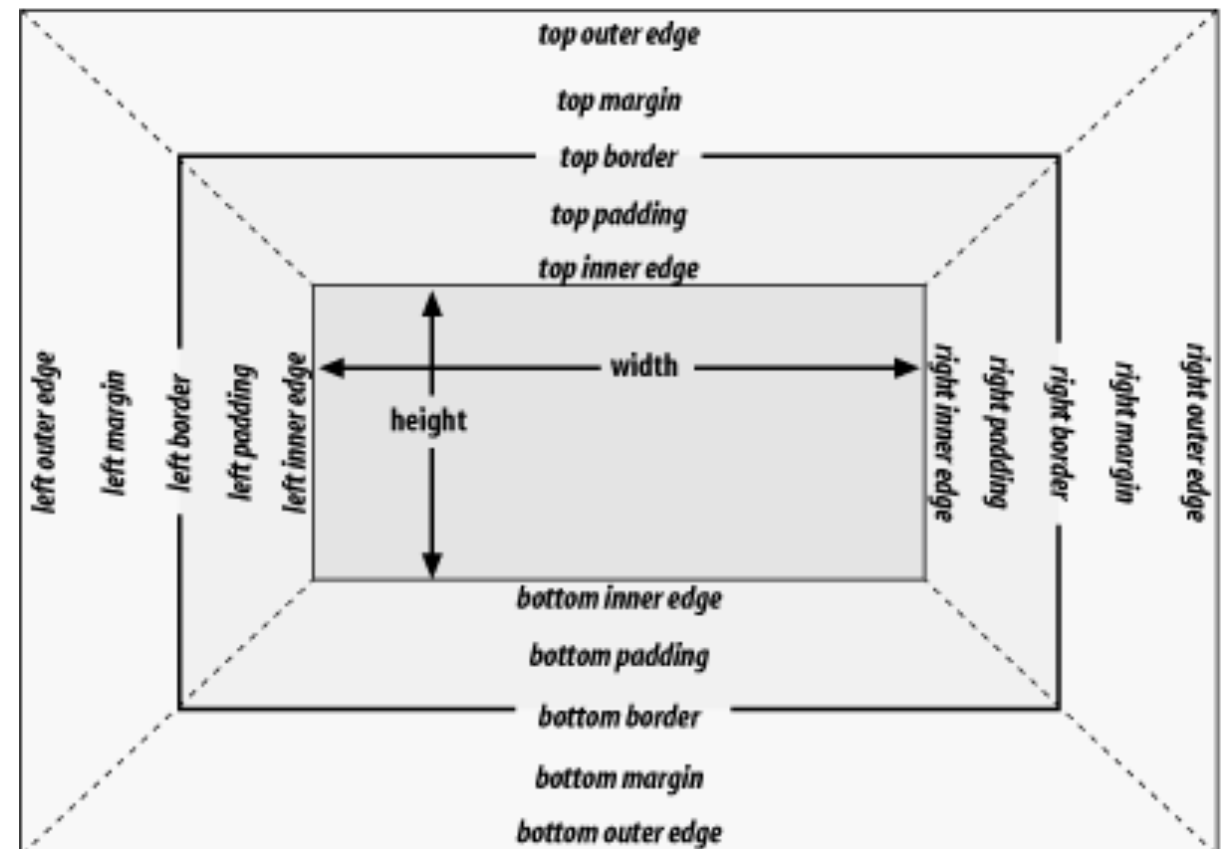 top outer edge
top margin
top border
top padding
top inner edge
left outer edge
left margin
left border
left padding
left inner edge
width
height
right inner edge
right padding
right border
right margin
right outer edge
bottom inner edge
bottom padding
bottom border
bottom margin
bottom outer edge